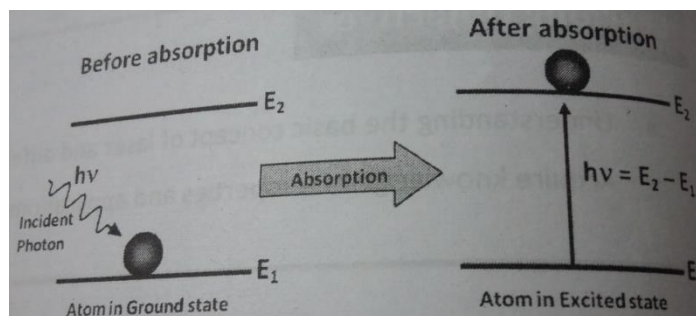 Before absorption
E₂
hν
Incident
Photon
E₁
Atom in Ground state
Absorption
After absorption
E₂
hν = E₂ – E₁
E
Atom in Excited state